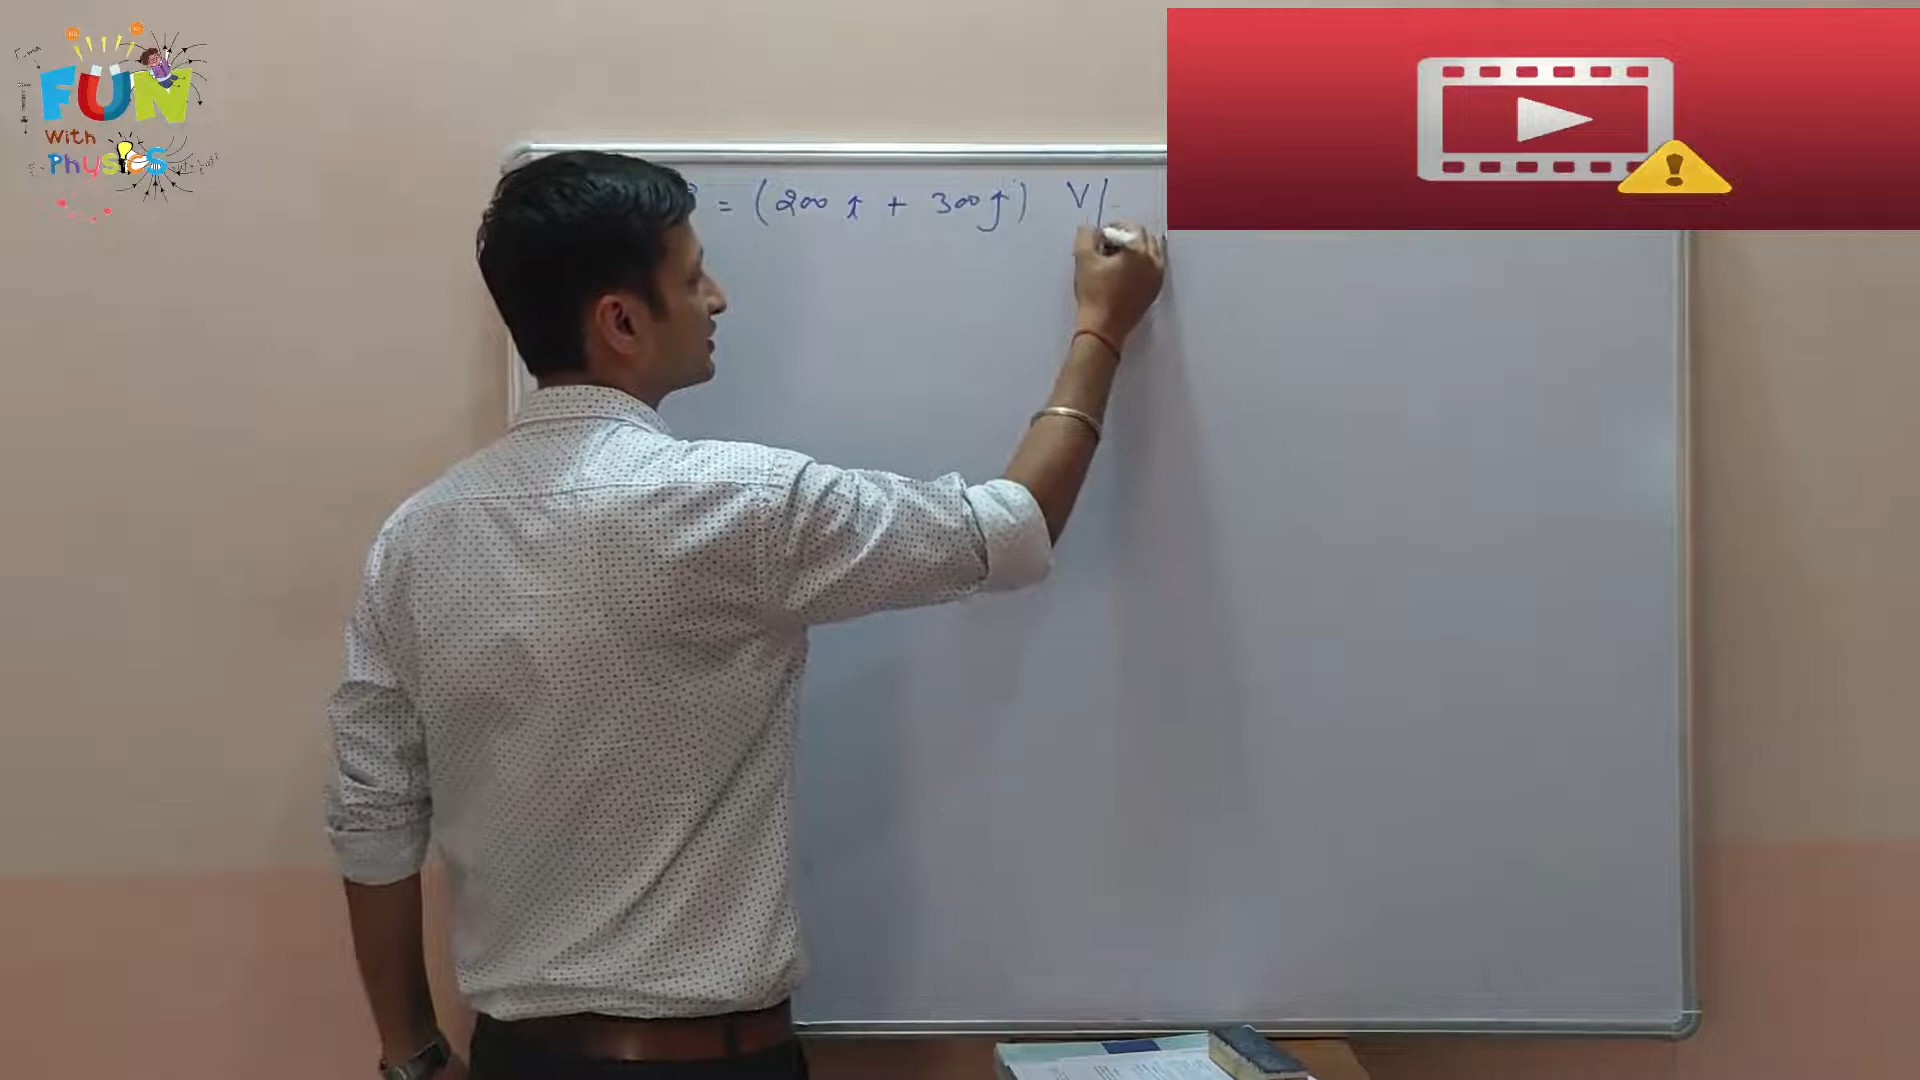 FUN
With
Physics
= (200 î + 300 ĵ) V/